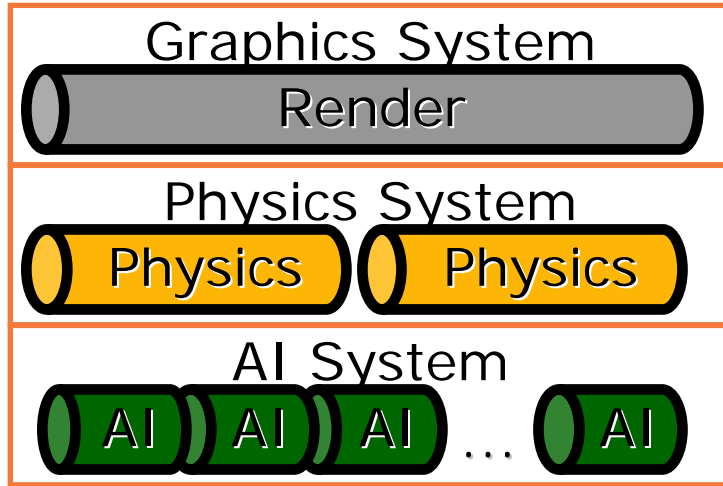 Graphics System
Render
Physics System
Physics Physics
AI System
AI AI AI ... AI